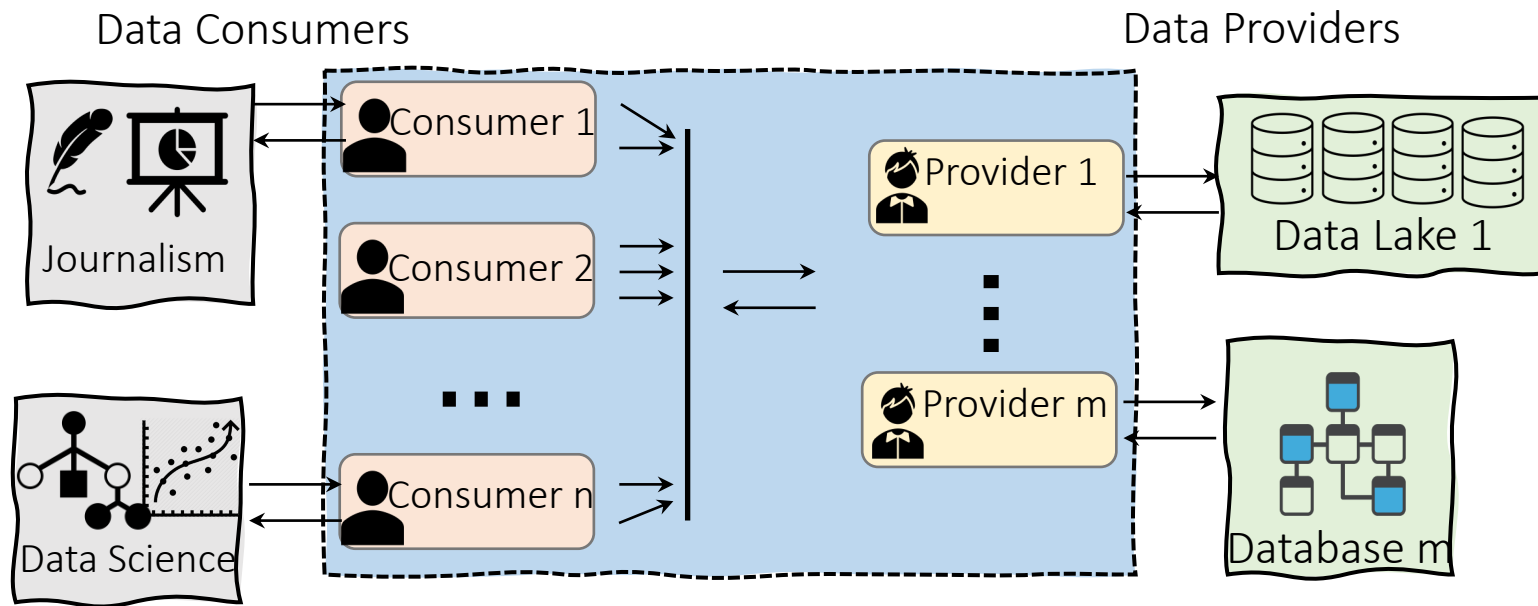 Data Consumers
Data Providers
Journalism
Consumer 1
Consumer 2
Consumer n
Data Science
Provider 1
Provider m
Data Lake 1
Database m